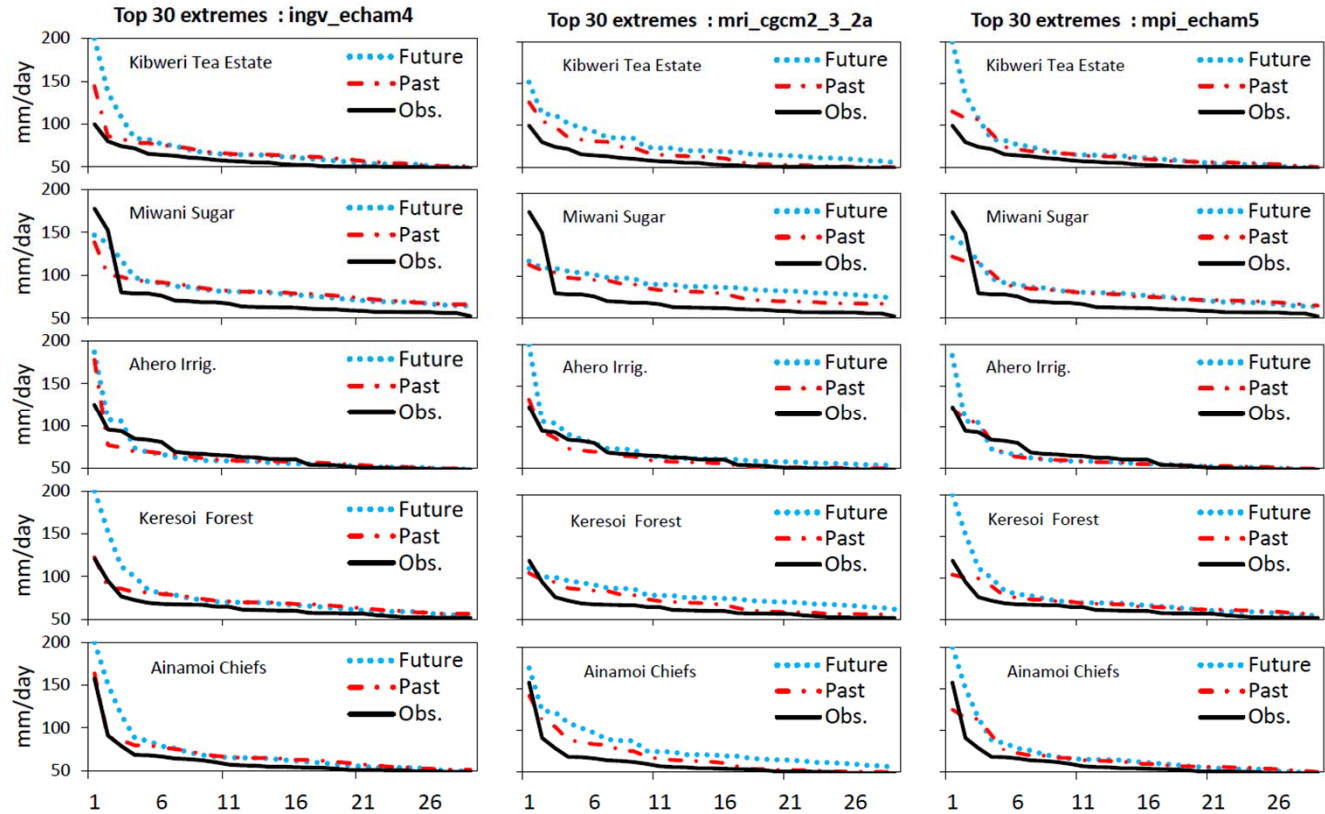 Top 30 extremes : ingv_echam4
Top 30 extremes : mri_cgcm2_3_2a
Top 30 extremes : mpi_echam5
mm/day
200
150
100
50
Kibweri Tea Estate
Future
Past
Obs.
Kibweri Tea Estate
Future
Past
Obs.
Kibweri Tea Estate
Future
Past
Obs.
mm/day
200
150
100
50
Miwani Sugar
Future
Past
Obs.
Miwani Sugar
Future
Past
Obs.
Miwani Sugar
Future
Past
Obs.
mm/day
200
150
100
50
Ahero Irrig.
Future
Past
Obs.
Ahero Irrig.
Future
Past
Obs.
Ahero Irrig.
Future
Past
Obs.
mm/day
200
150
100
50
Keresoi Forest
Future
Past
Obs.
Keresoi Forest
Future
Past
Obs.
Keresoi Forest
Future
Past
Obs.
mm/day
200
150
100
50
Ainamoi Chiefs
Future
Past
Obs.
Ainamoi Chiefs
Future
Past
Obs.
Ainamoi Chiefs
Future
Past
Obs.
1 6 11 16 21 26
1 6 11 16 21 26
1 6 11 16 21 26